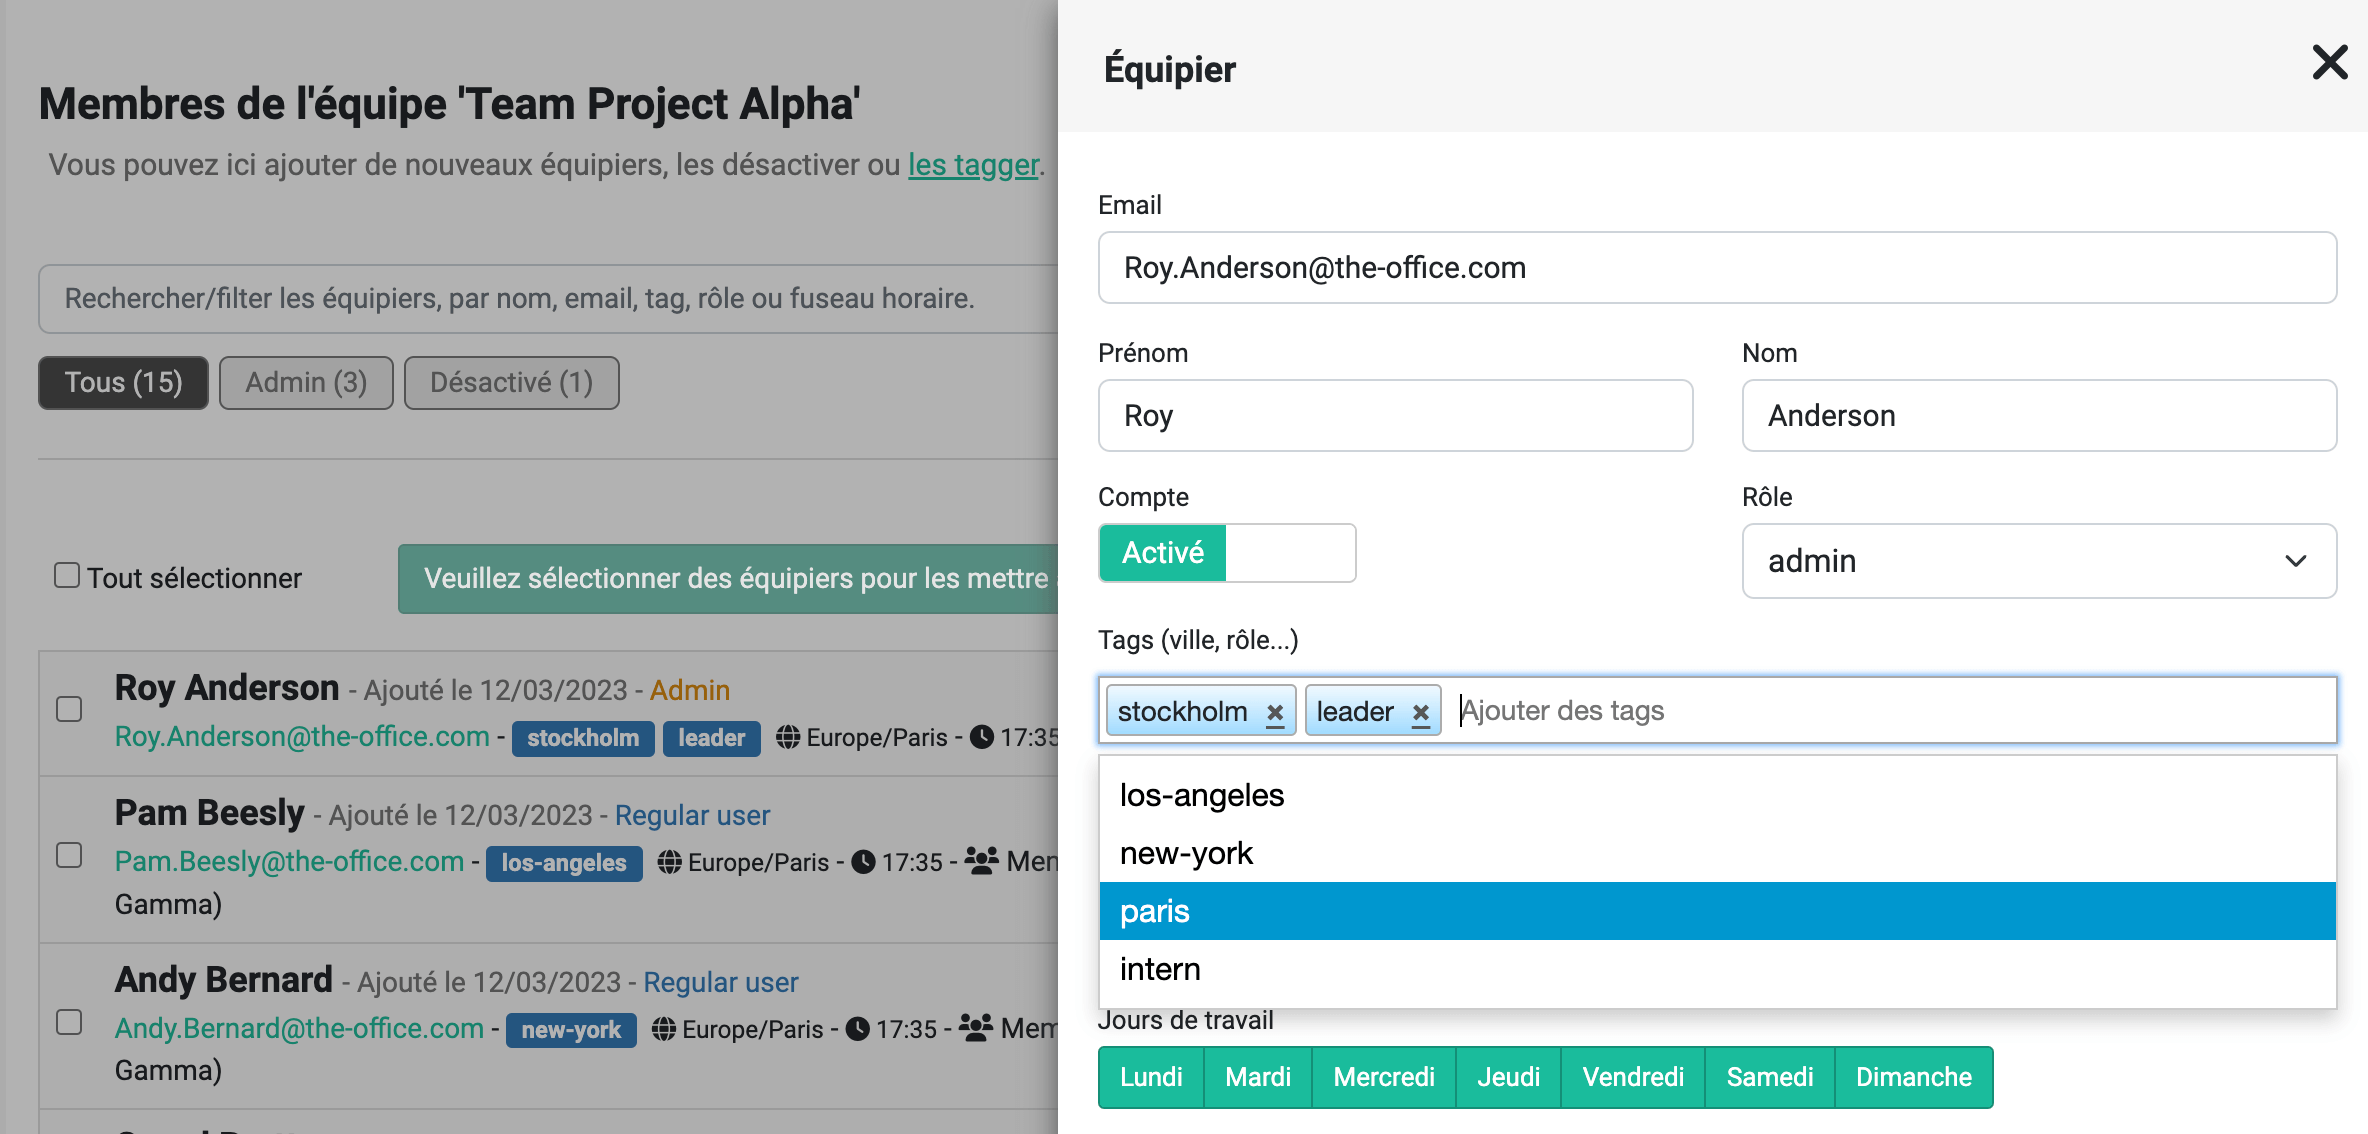 Membres de l'équipe 'Team Project Alpha'
Vous pouvez ici ajouter de nouveaux équipiers, les désactiver ou les tagger.
Rechercher/filter les équipiers, par nom, email, tag, rôle ou fuseau horaire.
Tous (15) Admin (3) Désactivé (1)
Tout sélectionner Veuillez sélectionner des équipiers pour les mettre
Roy Anderson - Ajouté le 12/03/2023 - Admin
Roy.Anderson@the-office.com - stockholm leader Europe/Paris - 17:35
Pam Beesly - Ajouté le 12/03/2023 - Regular user
Pam.Beesly@the-office.com - los-angeles Europe/Paris - 17:35 - Mem
Gamma)
Andy Bernard - Ajouté le 12/03/2023 - Regular user
Andy.Bernard@the-office.com - new-york Europe/Paris - 17:35 - Mem
Gamma)
Équipier
Email
Roy.Anderson@the-office.com
Prénom Nom
Roy Anderson
Compte Rôle
Activé admin
Tags (ville, rôle...)
stockholm × leader × Ajouter des tags
los-angeles
new-york
paris
intern
Jours de travail
Lundi Mardi Mercredi Jeudi Vendredi Samedi Dimanche